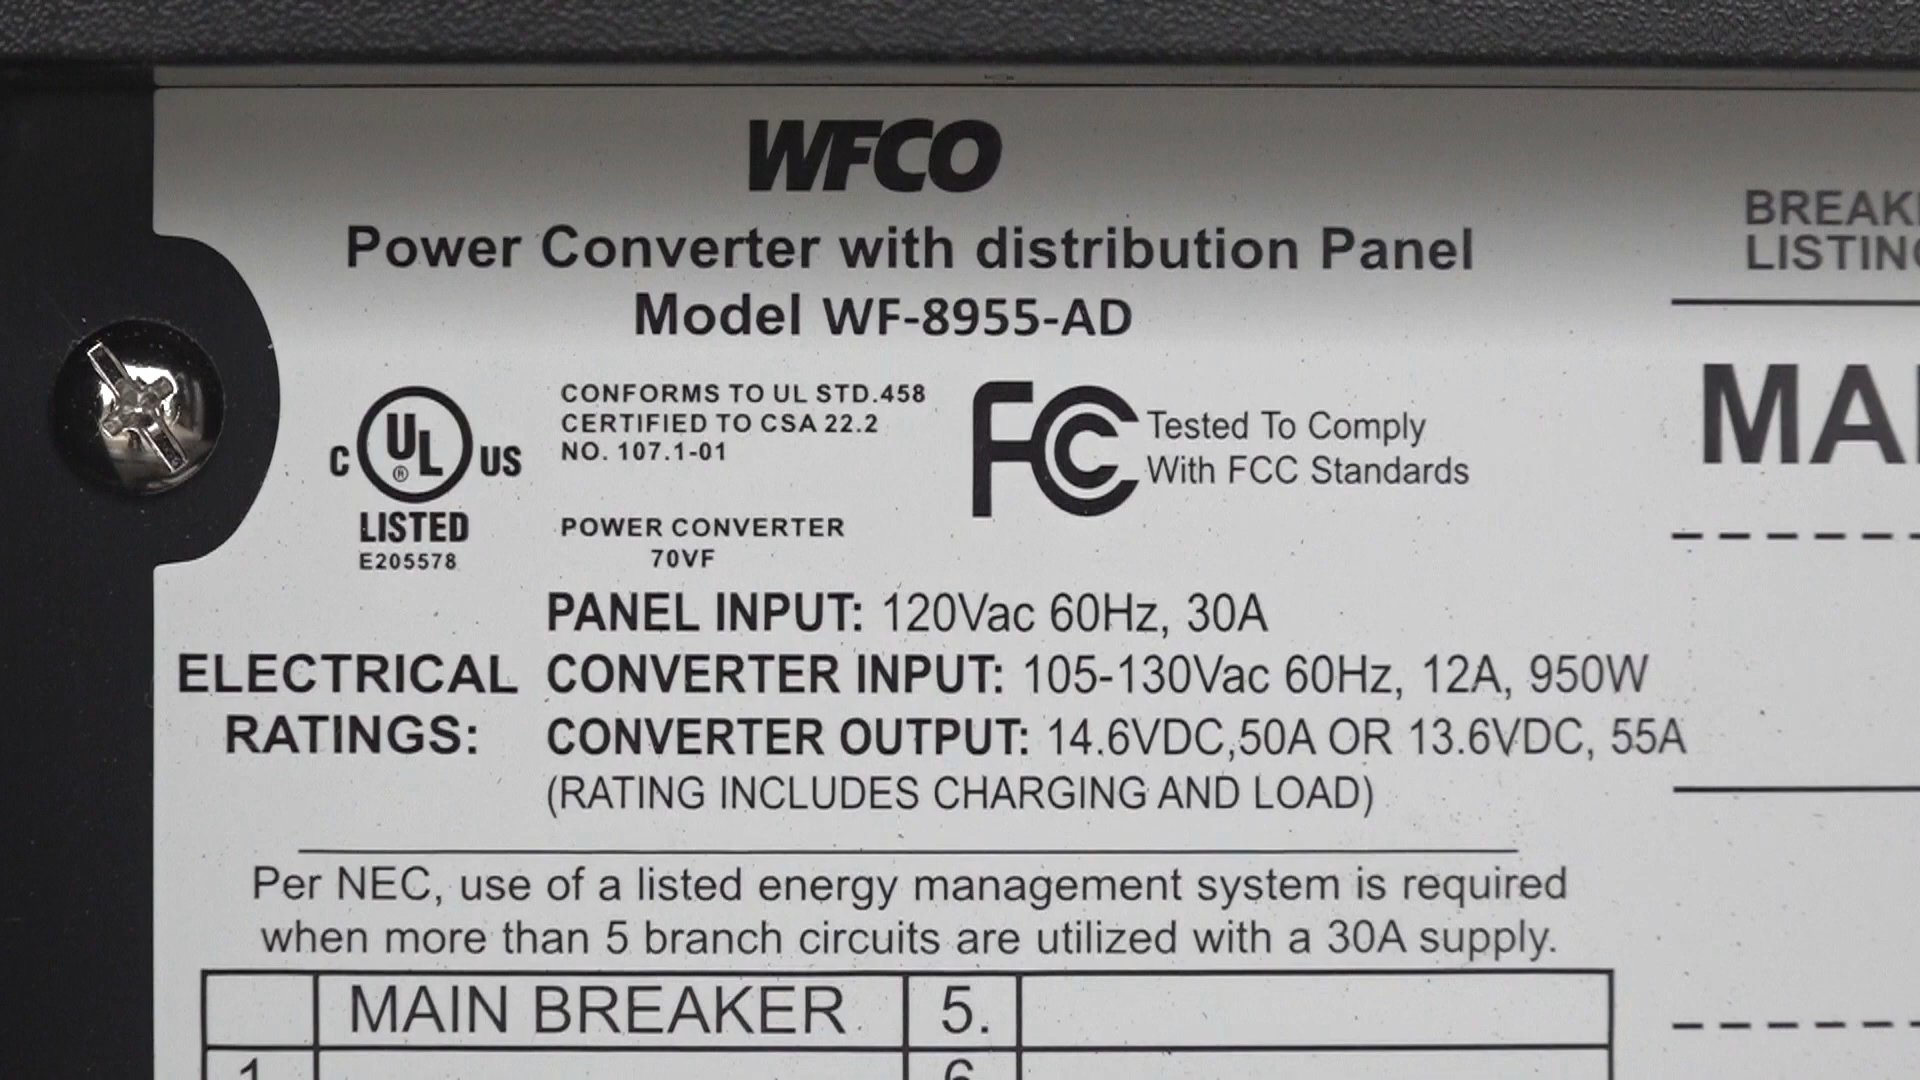 WFCO
Power Converter with distribution Panel
Model WF-8955-AD
C UL US
®
LISTED
E205578
CONFORMS TO UL STD.458
CERTIFIED TO CSA 22.2
NO. 107.1-01
POWER CONVERTER
70VF
FC Tested To Comply
With FCC Standards
ELECTRICAL
RATINGS:
PANEL INPUT: 120Vac 60Hz, 30A
CONVERTER INPUT: 105-130Vac 60Hz, 12A, 950W
CONVERTER OUTPUT: 14.6VDC,50A OR 13.6VDC, 55A
(RATING INCLUDES CHARGING AND LOAD)
Per NEC, use of a listed energy management system is required
when more than 5 branch circuits are utilized with a 30A supply.
MAIN BREAKER 5.
1 6